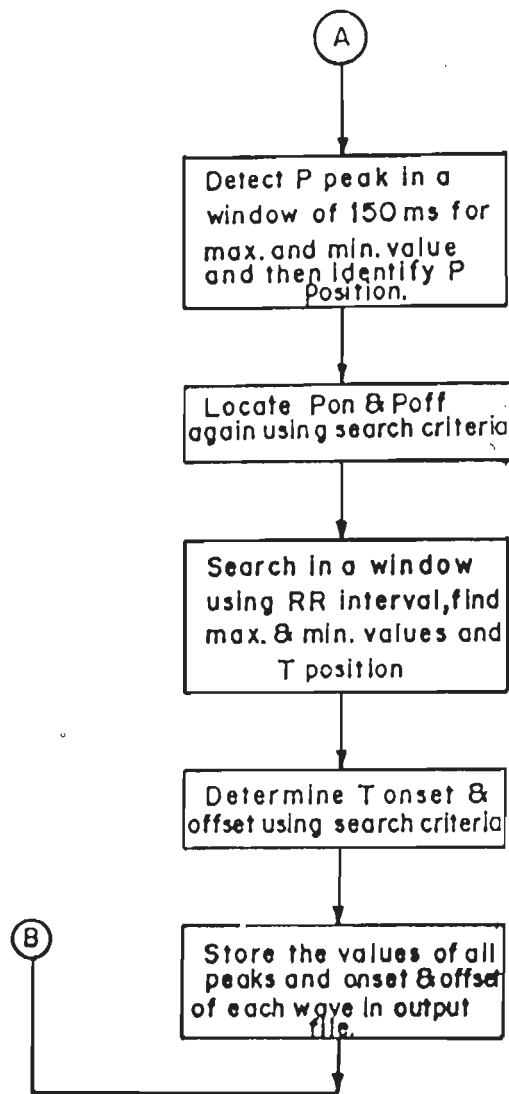 A
Detect P peak in a
window of 150 ms for
max. and min. value
and then identify P
Position.
Locate Pon & Poff
again using search criteria
Search in a window
using RR interval, find
max. & min. values and
T position
Determine T onset &
offset using search criteria
B
Store the values of all
peaks and onset & offset
of each wave in output
file.